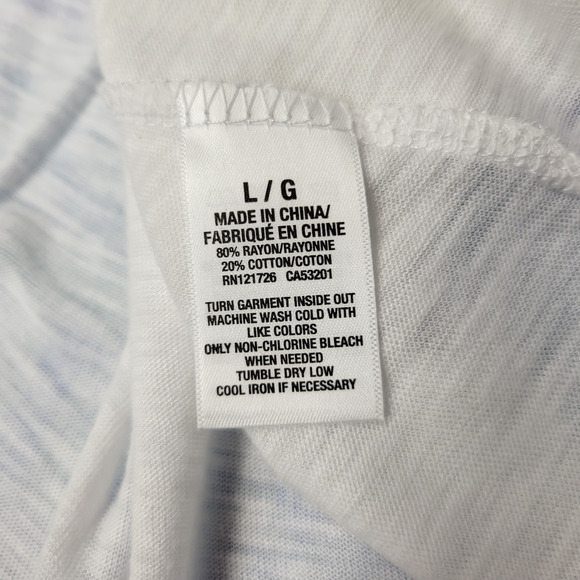 L / G
MADE IN CHINA/
FABRIQUÉ EN CHINE
80% RAYON/RAYONNE
20% COTTON/COTON
RN121726 CA53201
TURN GARMENT INSIDE OUT
MACHINE WASH COLD WITH
LIKE COLORS
ONLY NON-CHLORINE BLEACH
WHEN NEEDED
TUMBLE DRY LOW
COOL IRON IF NECESSARY